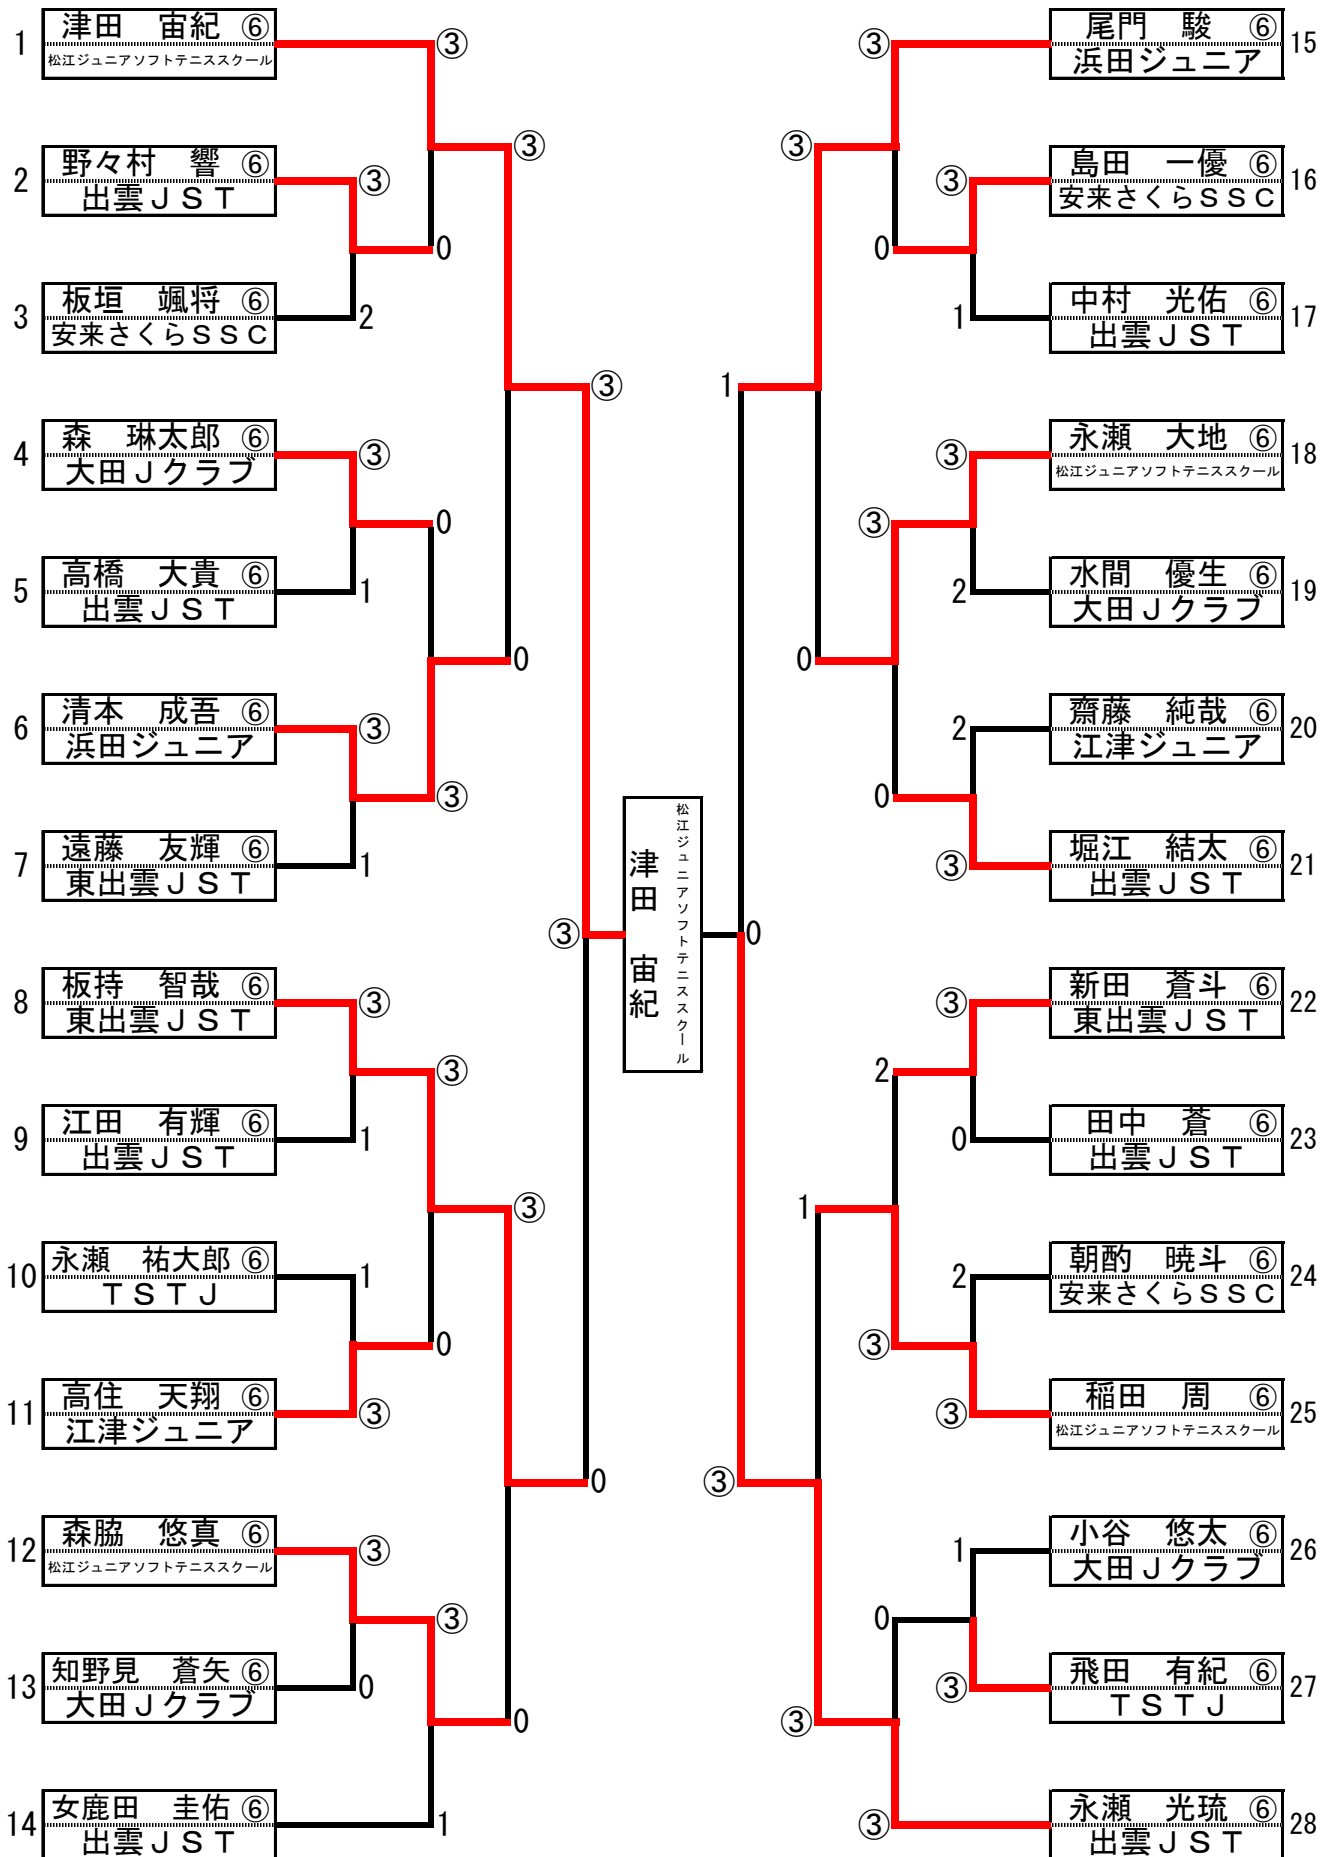 1
津田 宙紀 ⑥
松江ジュニアソフトテニススクール
③
2
野々村 響 ⑥
出雲JST
③
③
0
3
板垣 颯将 ⑥
安来さくらSSC
2
③
4
森 琳太郎 ⑥
大田Jクラブ
③
0
5
高橋 大貴 ⑥
出雲JST
1
0
6
清本 成吾 ⑥
浜田ジュニア
③
③
7
遠藤 友輝 ⑥
東出雲JST
1
③
8
板持 智哉 ⑥
東出雲JST
③
③
9
江田 有輝 ⑥
出雲JST
1
③
10
永瀬 祐大郎 ⑥
TSTJ
1
0
11
高住 天翔 ⑥
江津ジュニア
③
0
12
森脇 悠真 ⑥
松江ジュニアソフトテニススクール
③
③
13
知野見 蒼矢 ⑥
大田Jクラブ
0
0
14
女鹿田 圭佑 ⑥
出雲JST
1
津田 宙紀
松江ジュニアソフトテニススクール
0
③
尾門 駿 ⑥
浜田ジュニア
15
③
③
島田 一優 ⑥
安来さくらSSC
16
0
1
中村 光佑 ⑥
出雲JST
17
1
③
永瀬 大地 ⑥
松江ジュニアソフトテニススクール
18
③
2
水間 優生 ⑥
大田Jクラブ
19
0
2
齋藤 純哉 ⑥
江津ジュニア
20
0
③
堀江 結太 ⑥
出雲JST
21
③
新田 蒼斗 ⑥
東出雲JST
22
2
0
田中 蒼 ⑥
出雲JST
23
1
2
朝酌 暁斗 ⑥
安来さくらSSC
24
③
③
稲田 周 ⑥
松江ジュニアソフトテニススクール
25
③
1
小谷 悠太 ⑥
大田Jクラブ
26
0
③
飛田 有紀 ⑥
TSTJ
27
③
③
永瀬 光琉 ⑥
出雲JST
28